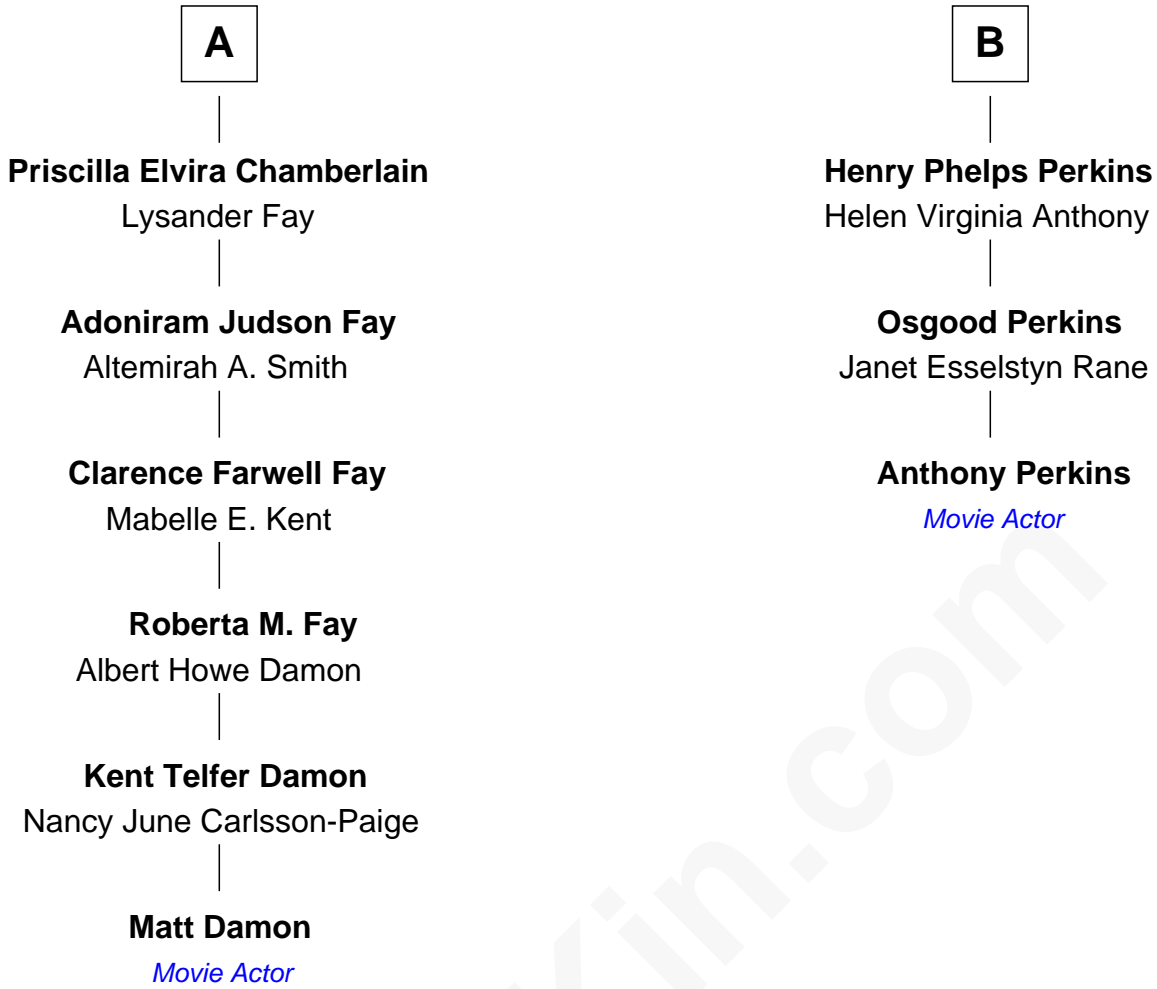 A
Priscilla Elvira Chamberlain
Lysander Fay
Adoniram Judson Fay
Altemirah A. Smith
Clarence Farwell Fay
Mabelle E. Kent
Roberta M. Fay
Albert Howe Damon
Kent Telfer Damon
Nancy June Carlsson-Paige
Matt Damon
Movie Actor
B
Henry Phelps Perkins
Helen Virginia Anthony
Osgood Perkins
Janet Esselstyn Rane
Anthony Perkins
Movie Actor
Kin.com